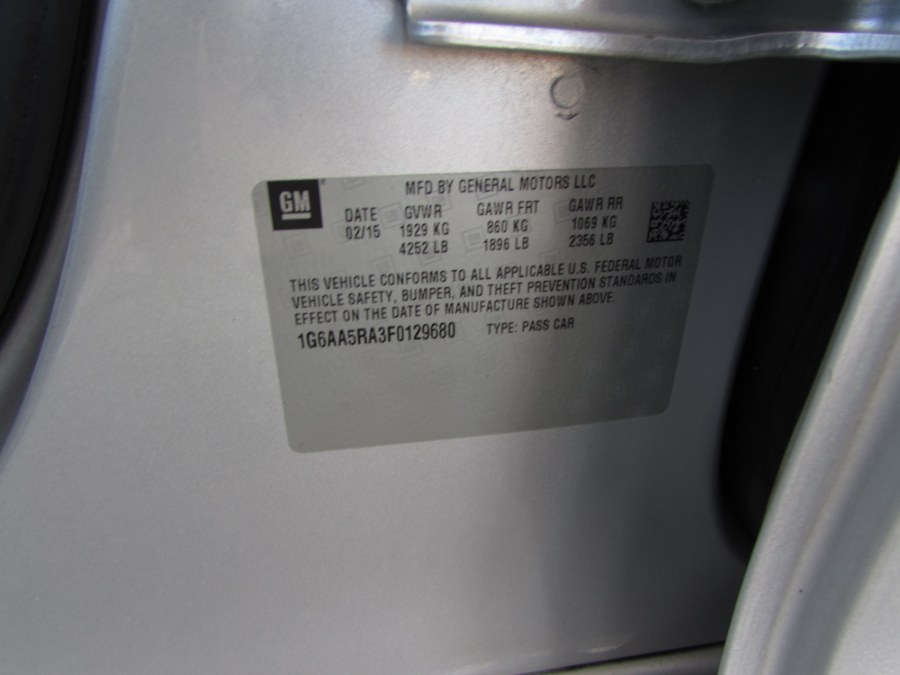 GM
MFD BY GENERAL MOTORS LLC
DATE GVWR GAWR FRT GAWR RR
02/15 1929 KG 860 KG 1069 KG
4252 LB 1896 LB 2356 LB
THIS VEHICLE CONFORMS TO ALL APPLICABLE U.S. FEDERAL MOTOR
VEHICLE SAFETY, BUMPER, AND THEFT PREVENTION STANDARDS IN
EFFECT ON THE DATE OF MANUFACTURE SHOWN ABOVE.
1G6AA5RA3F0129680 TYPE: PASS CAR